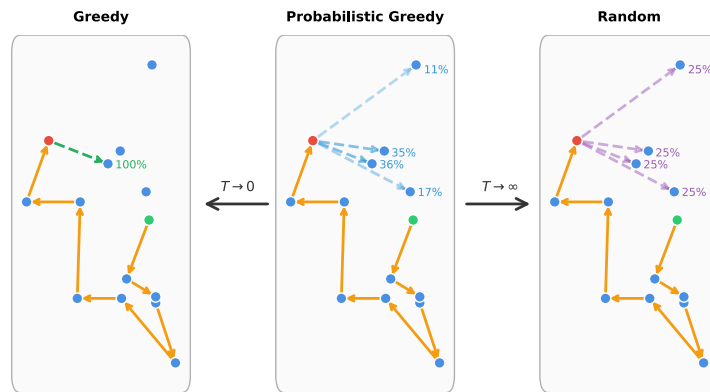 Greedy
100%
Probabilistic Greedy
11%
35%
36%
17%
Random
25%
25%
25%
25%
T→0
T→∞